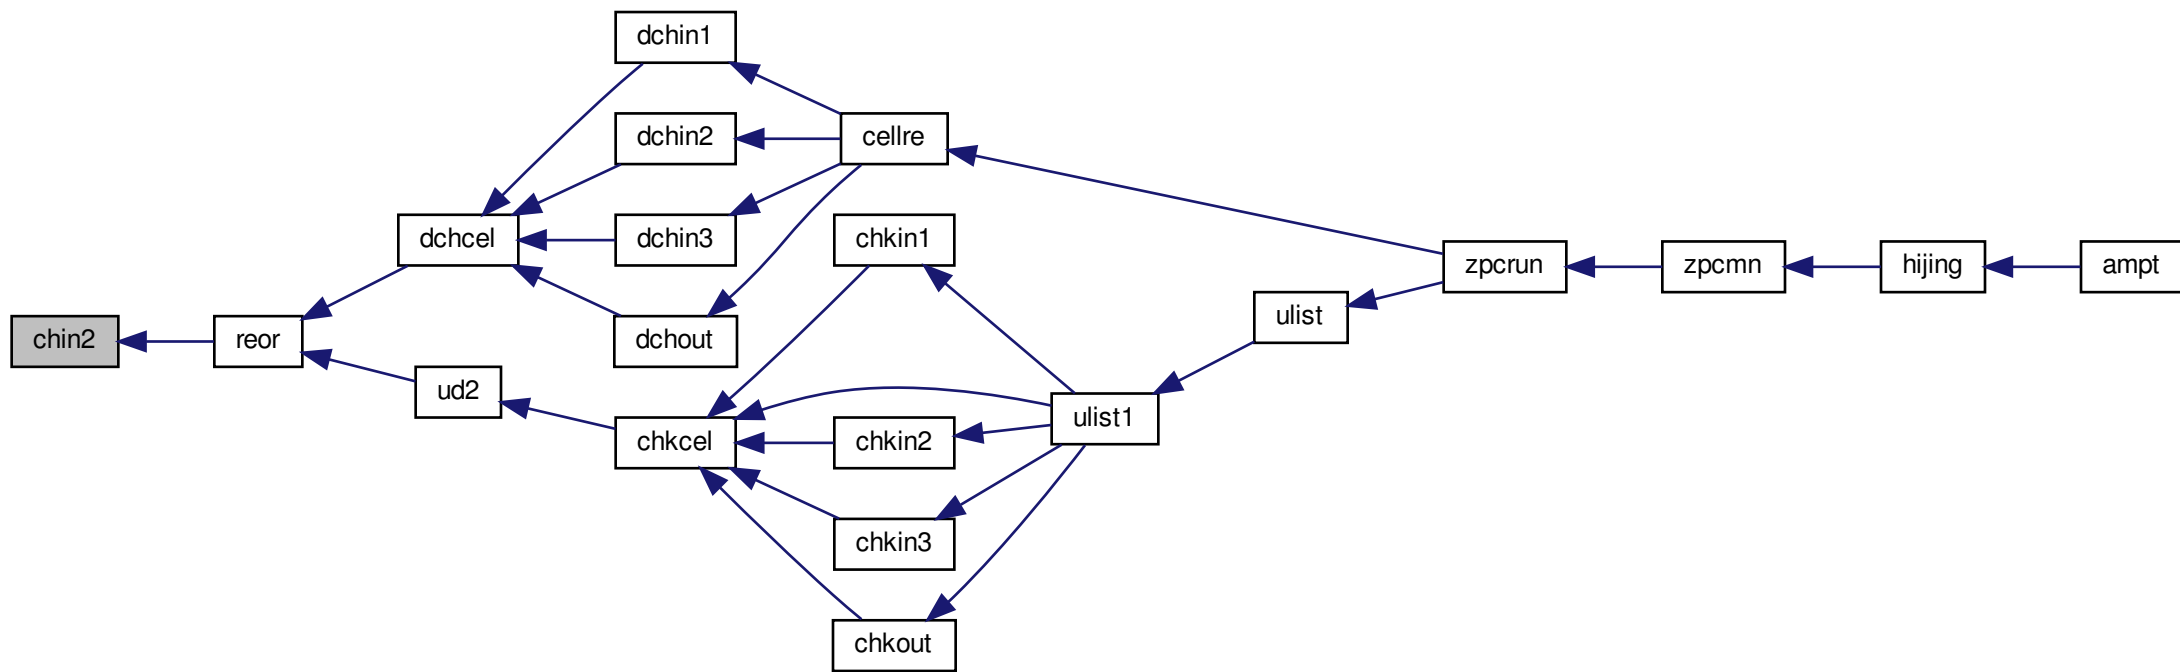 dchin1
dchin2
cellre
dchcel
dchin3
chkin1
zpcrun
zpcmn
hijing
ampt
chin2
reor
dchout
ulist
ud2
chkcel
chkin2
ulist1
chkin3
chkout